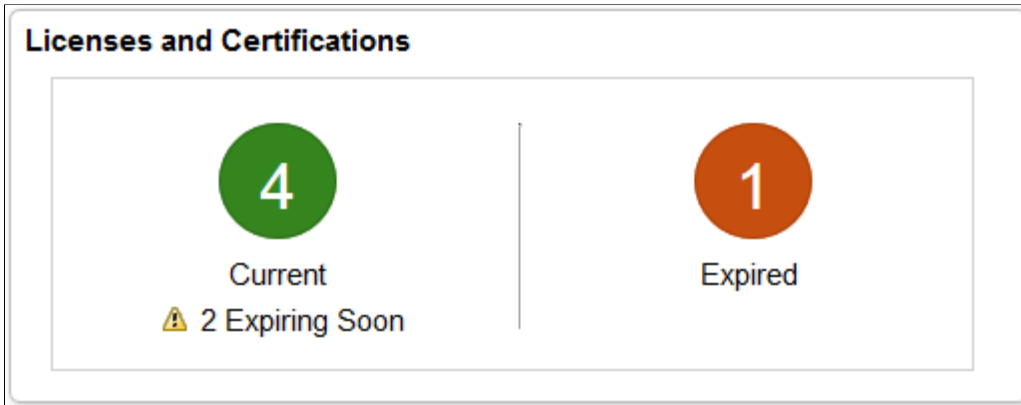 Licenses and Certifications
4
1
Current
Expired
2 Expiring Soon